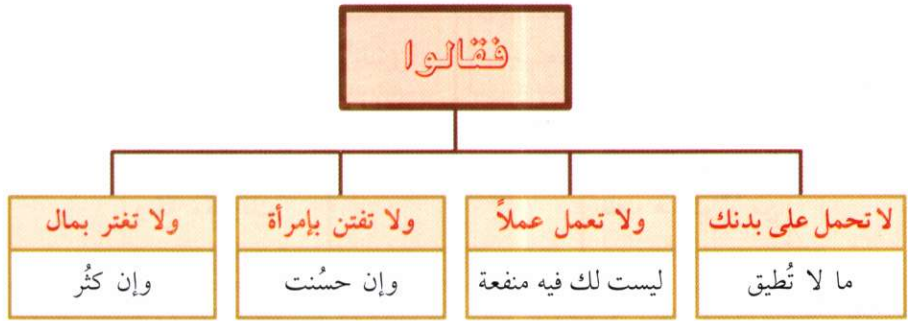 فقالوا
لا تحمل على بدنك
ما لا تُطيق
ولا تعمل عملاً
ليست لك فيه منفعة
ولا تفتن بإمرأة
وإن حسُنت
ولا تغتر بمال
وإن كثُر